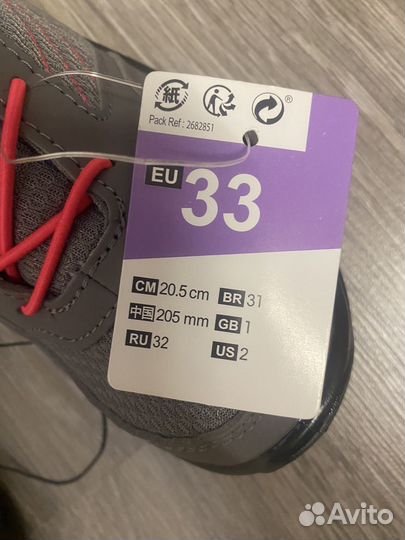 紙
Pack Ref : 2682851
EU 33
CM 20.5 cm BR 31
中国 205 mm GB 1
RU 32 US 2
Avito